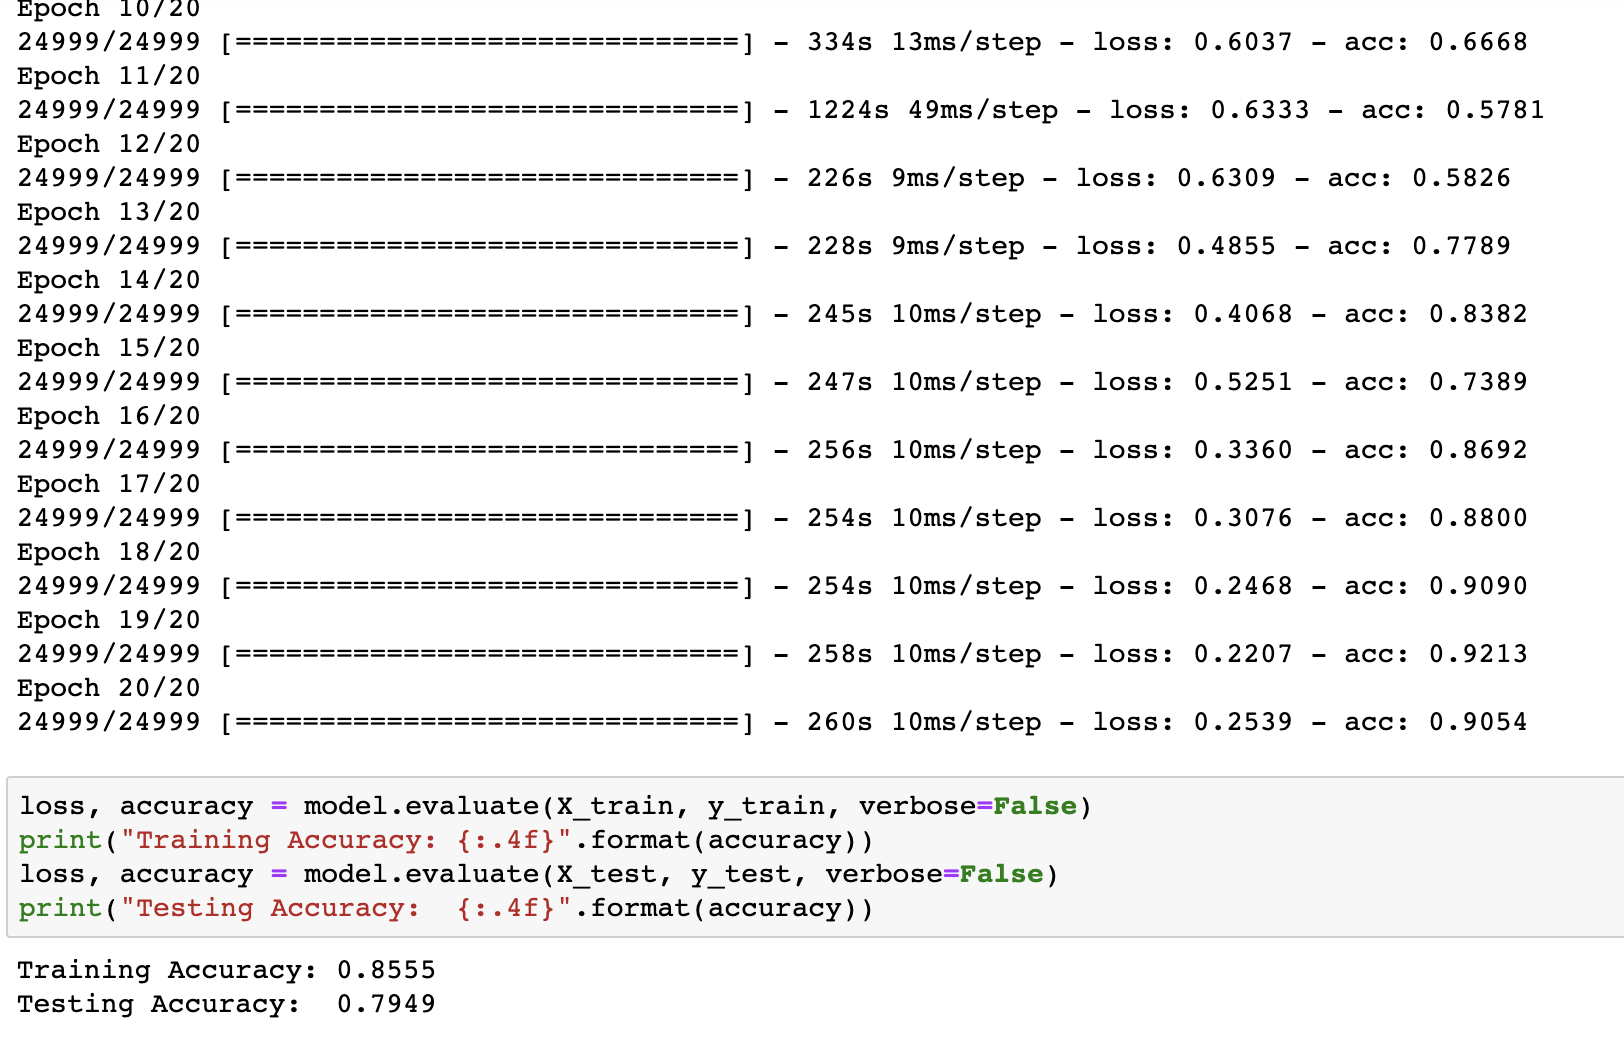 Epoch 10/20
24999/24999 [==============================] - 334s 13ms/step - loss: 0.6037 - acc: 0.6668
Epoch 11/20
24999/24999 [==============================] - 1224s 49ms/step - loss: 0.6333 - acc: 0.5781
Epoch 12/20
24999/24999 [==============================] - 226s 9ms/step - loss: 0.6309 - acc: 0.5826
Epoch 13/20
24999/24999 [==============================] - 228s 9ms/step - loss: 0.4855 - acc: 0.7789
Epoch 14/20
24999/24999 [==============================] - 245s 10ms/step - loss: 0.4068 - acc: 0.8382
Epoch 15/20
24999/24999 [==============================] - 247s 10ms/step - loss: 0.5251 - acc: 0.7389
Epoch 16/20
24999/24999 [==============================] - 256s 10ms/step - loss: 0.3360 - acc: 0.8692
Epoch 17/20
24999/24999 [==============================] - 254s 10ms/step - loss: 0.3076 - acc: 0.8800
Epoch 18/20
24999/24999 [==============================] - 254s 10ms/step - loss: 0.2468 - acc: 0.9090
Epoch 19/20
24999/24999 [==============================] - 258s 10ms/step - loss: 0.2207 - acc: 0.9213
Epoch 20/20
24999/24999 [==============================] - 260s 10ms/step - loss: 0.2539 - acc: 0.9054
loss, accuracy = model.evaluate(X_train, y_train, verbose=False)
print("Training Accuracy: {:.4f}".format(accuracy))
loss, accuracy = model.evaluate(X_test, y_test, verbose=False)
print("Testing Accuracy:  {:.4f}".format(accuracy))
Training Accuracy: 0.8555
Testing Accuracy:  0.7949